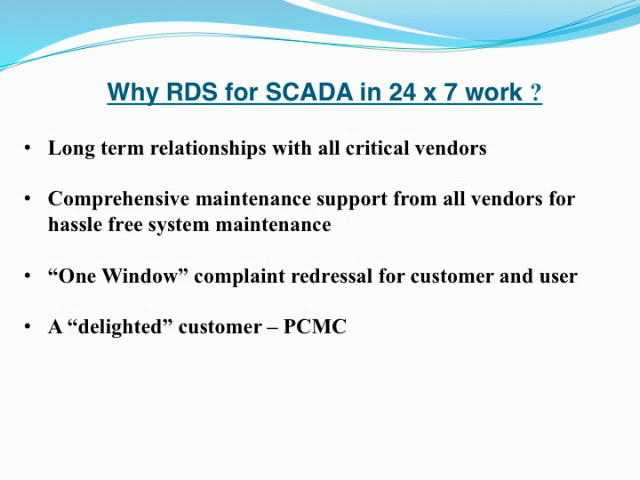 Why RDS for SCADA in 24 x 7 work ?
• Long term relationships with all critical vendors
• Comprehensive maintenance support from all vendors for
hassle free system maintenance
• “One Window” complaint redressal for customer and user
• A “delighted” customer – PCMC